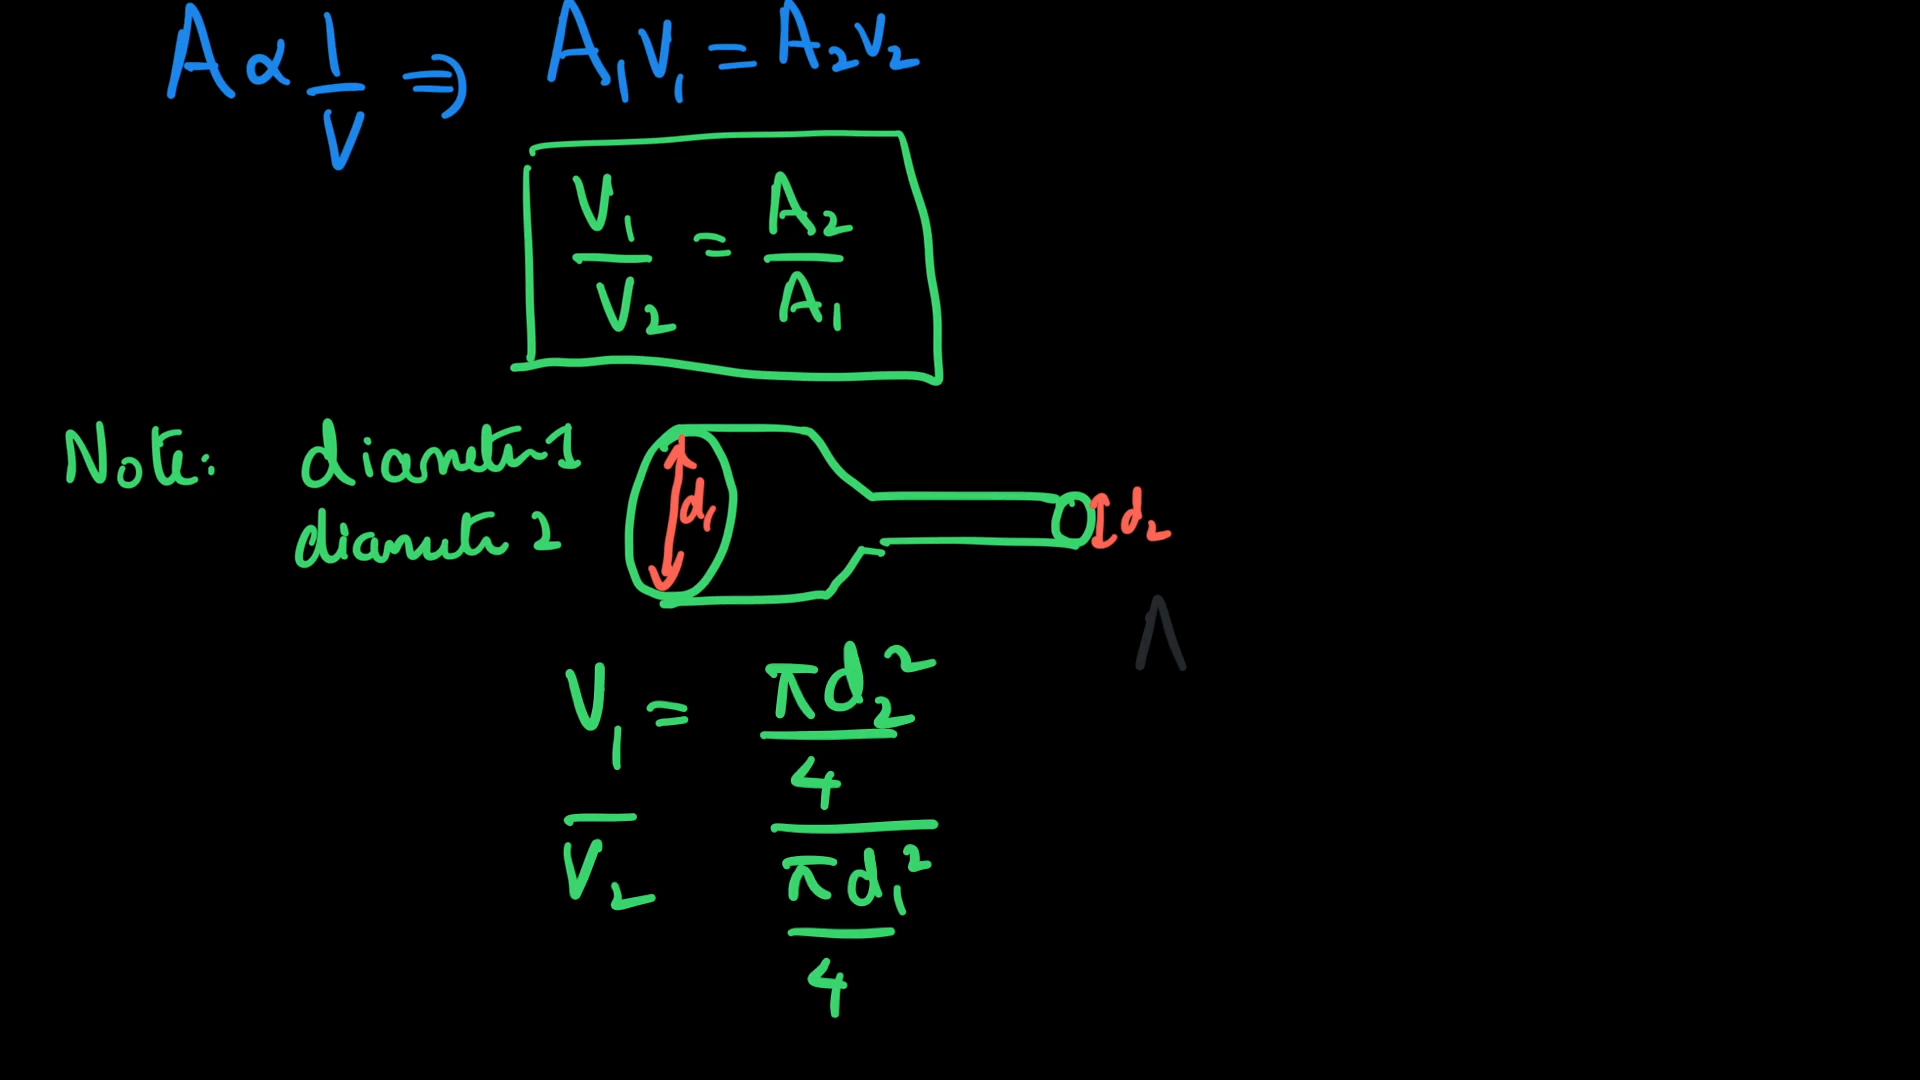 A ∝ 1/V ⇒ A₁V₁ = A₂V₂
V₁/V₂ = A₂/A₁
Note: diameter 1
diameter 2
d₁
d₂
V₁/V₂ = (πd₂²/4)/(πd₁²/4)